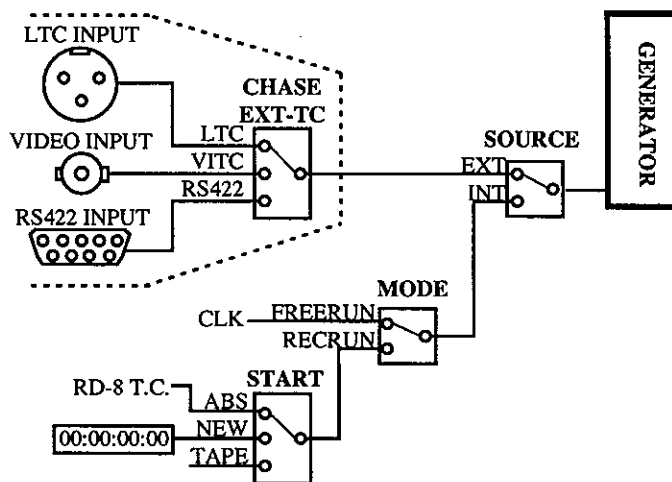 LTC INPUT
CHASE
EXT-TC
LTC
VIDEO INPUT
VITC
RS422
RS422 INPUT
SOURCE
EXT
INT
GENERATOR
MODE
CLK
FREERUN
RECRUN
START
RD-8 T.C.
ABS
NEW
00:00:00:00
TAPE